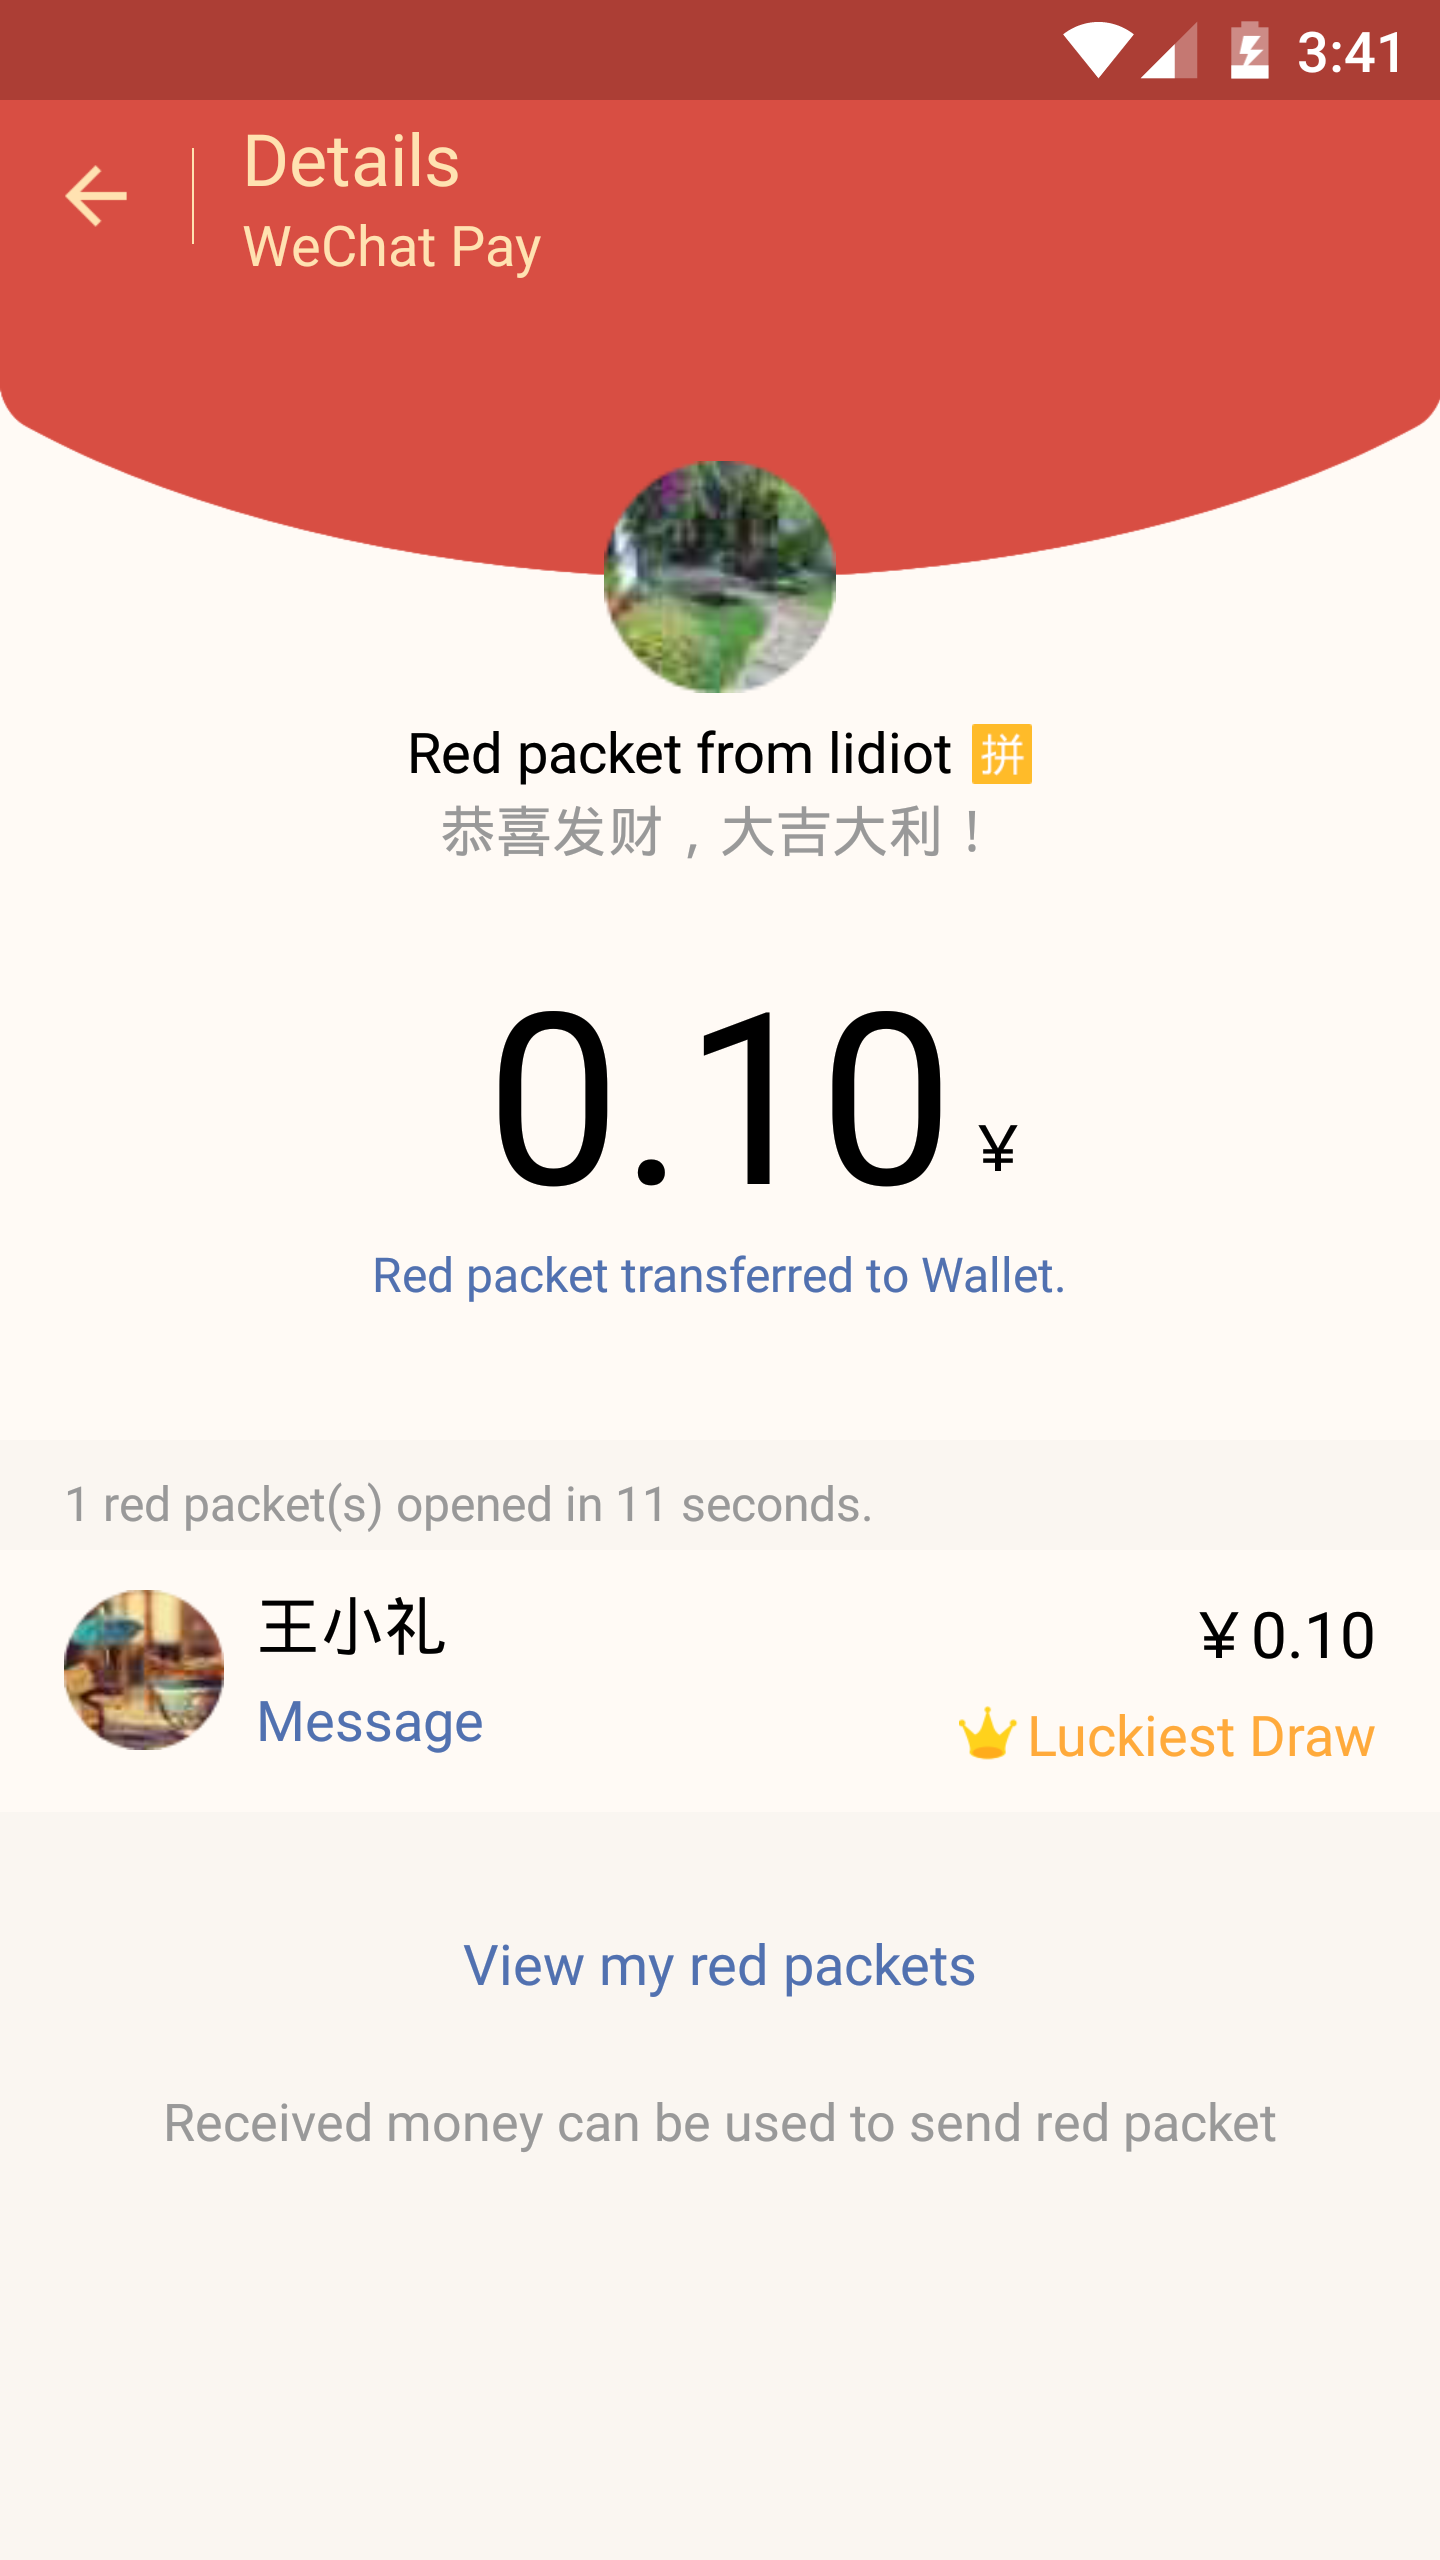 3:41
Details
WeChat Pay
Red packet from lidiot 拼
恭喜发财，大吉大利！
0.10 ¥
Red packet transferred to Wallet.
1 red packet(s) opened in 11 seconds.
王小礼
¥0.10
Message
Luckiest Draw
View my red packets
Received money can be used to send red packet